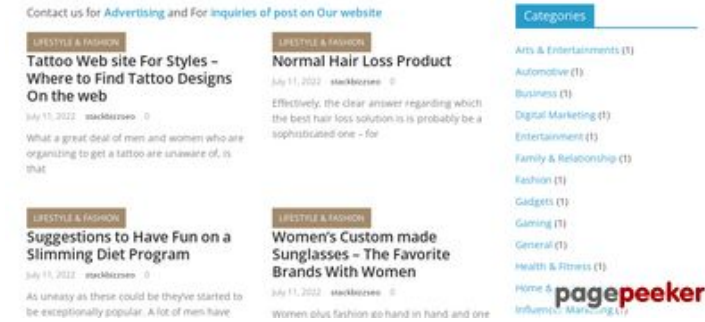 Contact us for Advertising and For inquiries of post on Our website
LIFESTYLE & FASHION
Tattoo Web site For Styles –
Where to Find Tattoo Designs
On the web
July 11, 2022 stackbizzseo 0
What a great deal of men and women who are
organizing to get a tattoo are unaware of, is
that
LIFESTYLE & FASHION
Normal Hair Loss Product
July 11, 2022 stackbizzseo 0
Effectively, the clear answer regarding which
the best hair loss solution is is probably be a
sophisticated one – for
LIFESTYLE & FASHION
Suggestions to Have Fun on a
Slimming Diet Program
July 11, 2022 stackbizzseo 0
As uneasy as these could be they've started to
be exceptionally popular. A lot of men have
LIFESTYLE & FASHION
Women's Custom made
Sunglasses – The Favorite
Brands With Women
July 11, 2022 stackbizzseo 0
Women plus fashion go hand in hand and one
Categories
Arts & Entertainments (1)
Automotive (1)
Business (1)
Digital Marketing (1)
Entertainment (1)
Family & Relationship (1)
Fashion (1)
Gadgets (1)
Gaming (1)
General (1)
Health & Fitness (1)
Home &
Influencer Marketing (1)
pagepeeker